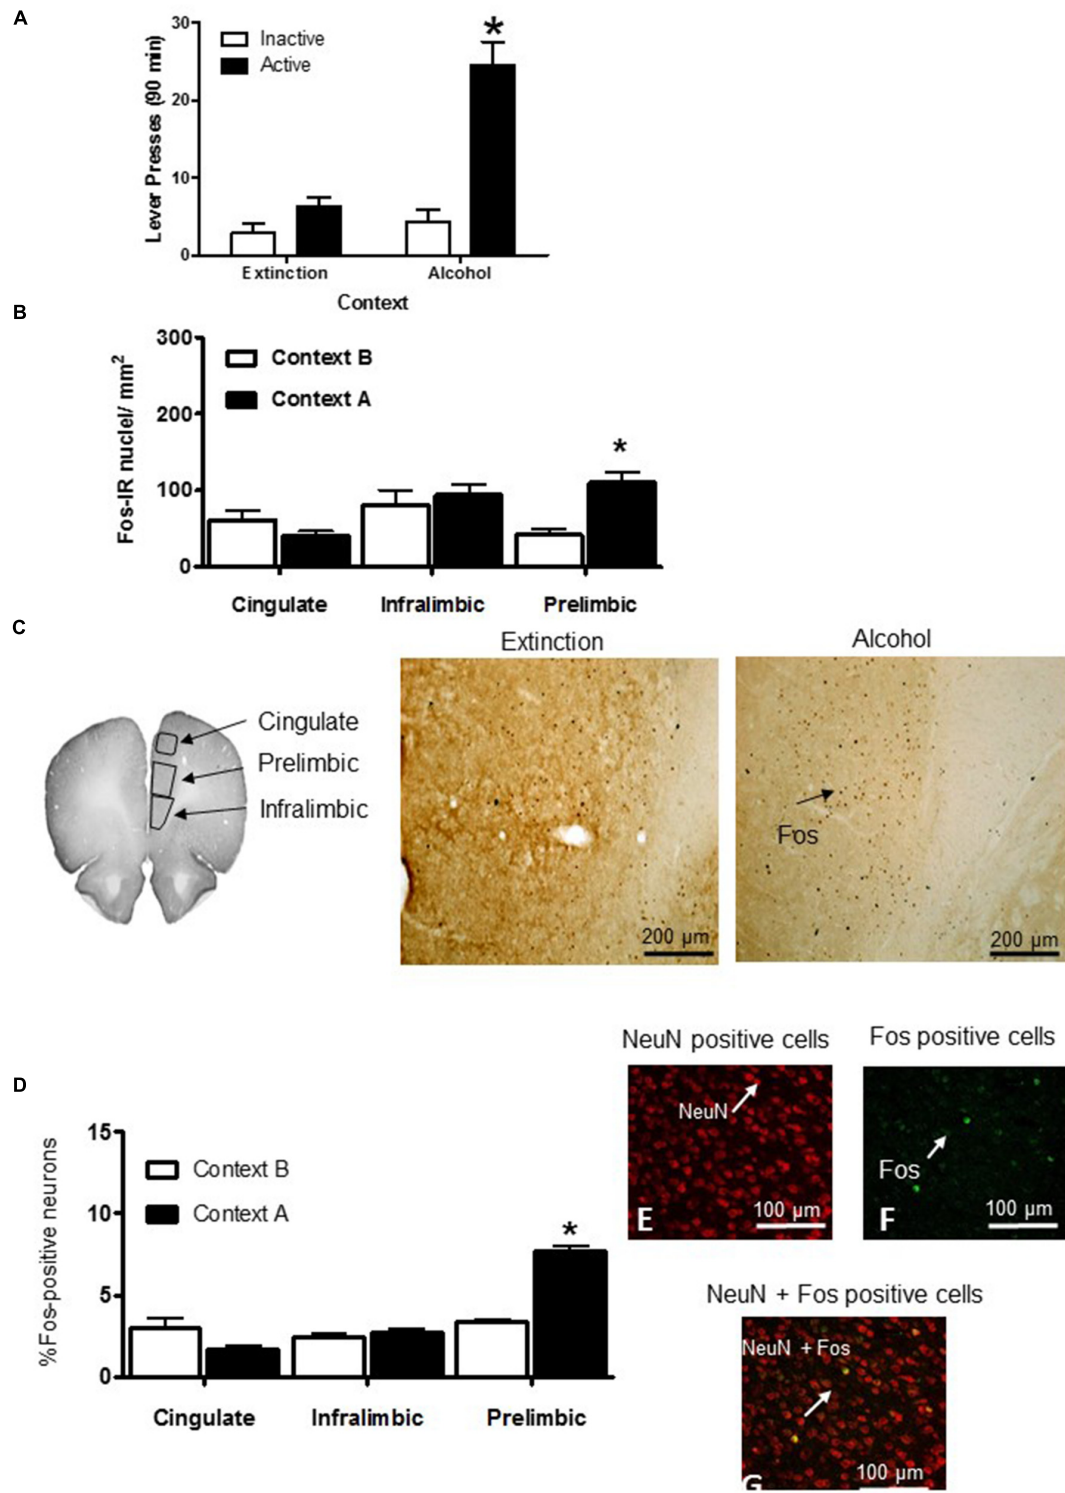 A
30
20
10
0
Lever Presses (90 min)
Inactive
Active
*
Extinction
Alcohol
Context
B
300
200
100
0
Fos-IR nuclei/ mm2
Context B
Context A
*
Cingulate
Infralimbic
Prelimbic
C
Cingulate
Prelimbic
Infralimbic
Extinction
200 µm
Alcohol
Fos
200 µm
D
15
10
5
0
%Fos-positive neurons
Context B
Context A
*
Cingulate
Infralimbic
Prelimbic
NeuN positive cells
NeuN
E
100 µm
Fos positive cells
Fos
F
100 µm
NeuN + Fos positive cells
NeuN + Fos
G
100 µm